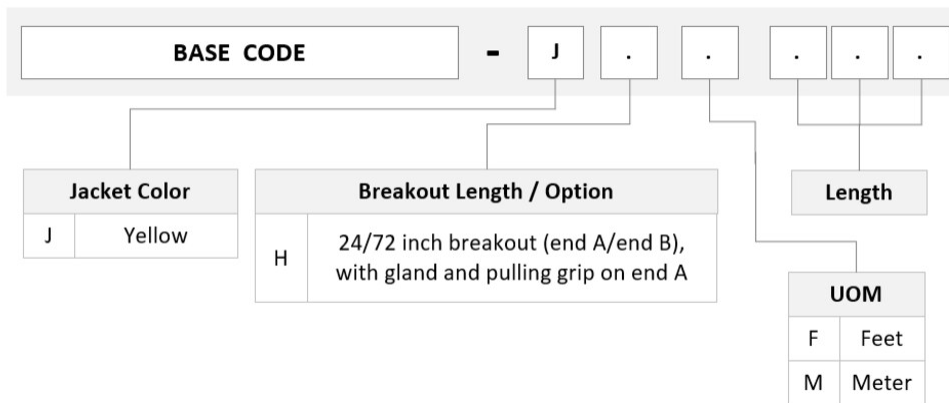 BASE CODE - J . . . . .
Jacket Color
J Yellow
Breakout Length / Option
H 24/72 inch breakout (end A/end B),
with gland and pulling grip on end A
Length
UOM
F Feet
M Meter